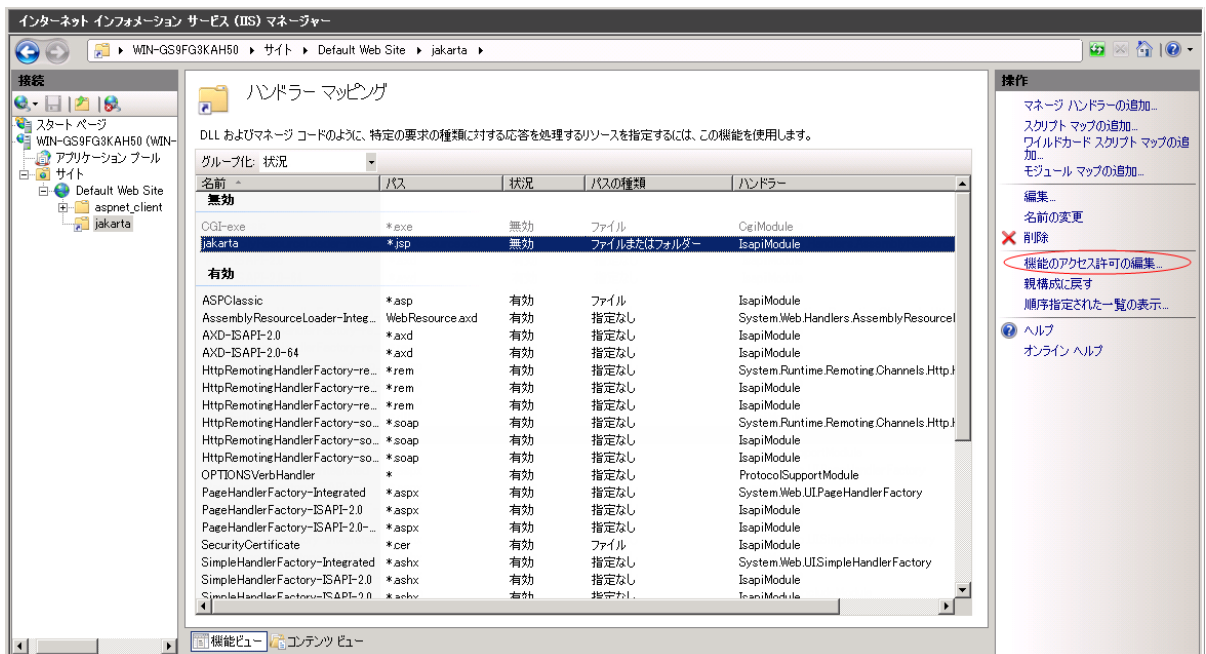 インターネット インフォメーション サービス (IIS) マネージャー
WIN-GS9FG3KAH50 サイト Default Web Site jakarta
接続
スタート ページ
WIN-GS9FG3KAH50 (WIN-
アプリケーション プール
サイト
Default Web Site
aspnet_client
jakarta
ハンドラー マッピング
DLL およびマネージ コードのように、特定の要求の種類に対する応答を処理するリソースを指定するには、この機能を使用します。
グループ化: 状況
名前 パス 状況 パスの種類 ハンドラー
無効
CGI-exe *.exe 無効 ファイル CgiModule
jakarta *.jsp 無効 ファイルまたはフォルダー IsapiModule
有効
ASPClassic *.asp 有効 ファイル IsapiModule
AssemblyResourceLoader-Integ... WebResource.axd 有効 指定なし System.Web.Handlers.AssemblyResourcel
AXD-ISAPI-2.0 *.axd 有効 指定なし IsapiModule
AXD-ISAPI-2.0-64 *.axd 有効 指定なし IsapiModule
HttpRemotingHandlerFactory-re... *.rem 有効 指定なし System.Runtime.Remoting.Channels.Http.H
HttpRemotingHandlerFactory-re... *.rem 有効 指定なし IsapiModule
HttpRemotingHandlerFactory-re... *.rem 有効 指定なし IsapiModule
HttpRemotingHandlerFactory-so... *.soap 有効 指定なし System.Runtime.Remoting.Channels.Http.H
HttpRemotingHandlerFactory-so... *.soap 有効 指定なし IsapiModule
HttpRemotingHandlerFactory-so... *.soap 有効 指定なし IsapiModule
OPTIONSVerbHandler * 有効 指定なし ProtocolSupportModule
PageHandlerFactory-Integrated *.aspx 有効 指定なし System.Web.UI.PageHandlerFactory
PageHandlerFactory-ISAPI-2.0 *.aspx 有効 指定なし IsapiModule
PageHandlerFactory-ISAPI-2.0-... *.aspx 有効 指定なし IsapiModule
SecurityCertificate *.cer 有効 ファイル IsapiModule
SimpleHandlerFactory-Integrated *.ashx 有効 指定なし System.Web.UI.SimpleHandlerFactory
SimpleHandlerFactory-ISAPI-2.0 *.ashx 有効 指定なし IsapiModule
SimpleHandlerFactory-ISAPI-2.0 *.ashx 有効 指定なし IsapiModule
機能ビュー コンテンツ ビュー
操作
マネージ ハンドラーの追加...
スクリプト マップの追加...
ワイルドカード スクリプト マップの追
加...
モジュール マップの追加...
編集...
名前の変更
削除
機能のアクセス許可の編集...
親構成に戻す
順序指定された一覧の表示...
ヘルプ
オンライン ヘルプ